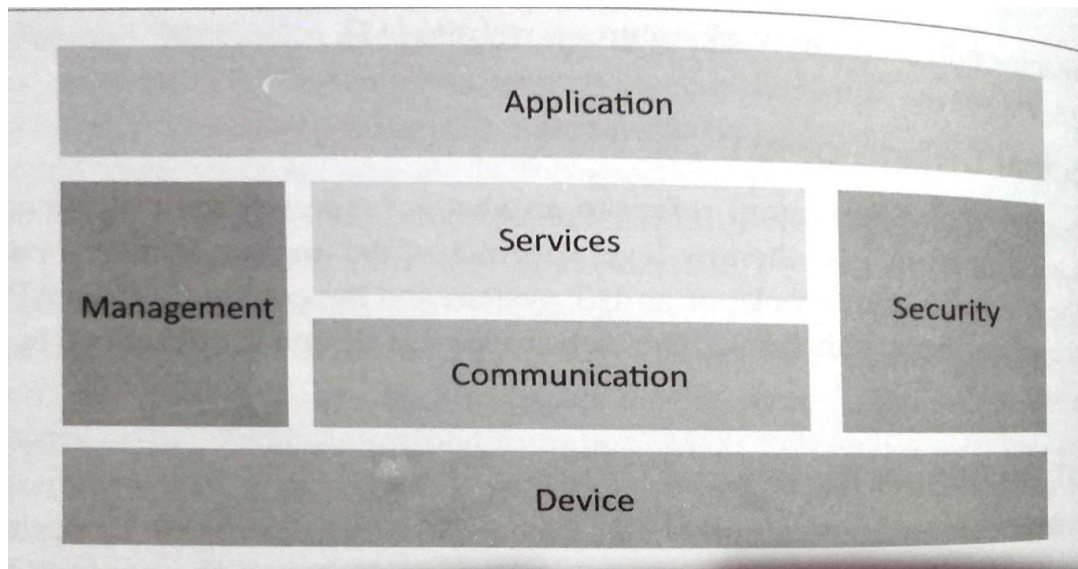 Application
Services
Management
Security
Communication
Device